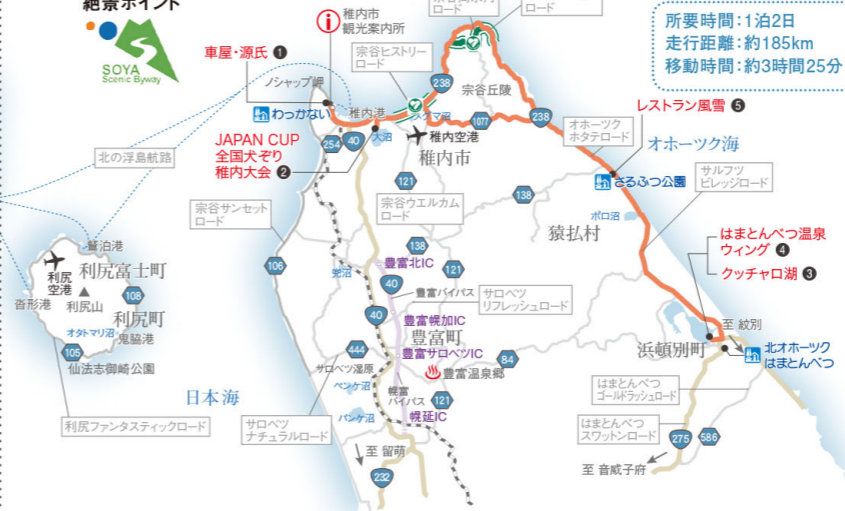 絶景ポイント
SOYA
Scenic Byway
稚内市
観光案内所
車屋・源氏 ❶
ノシャップ岬
わっかない
宗谷ヒストリー
ロード
ロード
ロード
238
宗谷丘陵
所要時間：1泊2日
走行距離：約185km
移動時間：約3時間25分
稚内港
大沼
メグマ沼
稚内空港
1077
238
レストラン風雪 ❺
オホーツク
ホタテロード
オホーツク海
JAPAN CUP
全国犬ぞり
稚内大会 ❷
254
40
稚内市
北の浮島航路
121
138
さるふつ公園
サルフツ
ビレッジロード
宗谷サンセット
ロード
宗谷ウエルカム
ロード
ポロ沼
猿払村
はまとんべつ温泉
ウィング ❹
クッチャロ湖 ❸
鴛泊港
利尻
空港
利尻富士町
沓形港
利尻山
108
利尻町
オタトマリ沼
鬼脇港
105
仙法志御崎公園
利尻ファンタスティックロード
106
兜沼
138
豊富北IC
121
40
豊富バイパス
サロベツ
リフレッシュロード
40
豊富幌加IC
豊富町
豊富サロベツIC
444
サロベツ湿原
84
豊富温泉郷
ペンケ沼
幌富
バイパス
121
パンケ沼
幌延IC
日本海
サロベツ
ナチュラルロード
至 留萌
232
至 紋別
浜頓別町
北オホーツク
はまとんべつ
はまとんべつ
ゴールドラッシュロード
はまとんべつ
スワットンロード
275
586
至 音威子府